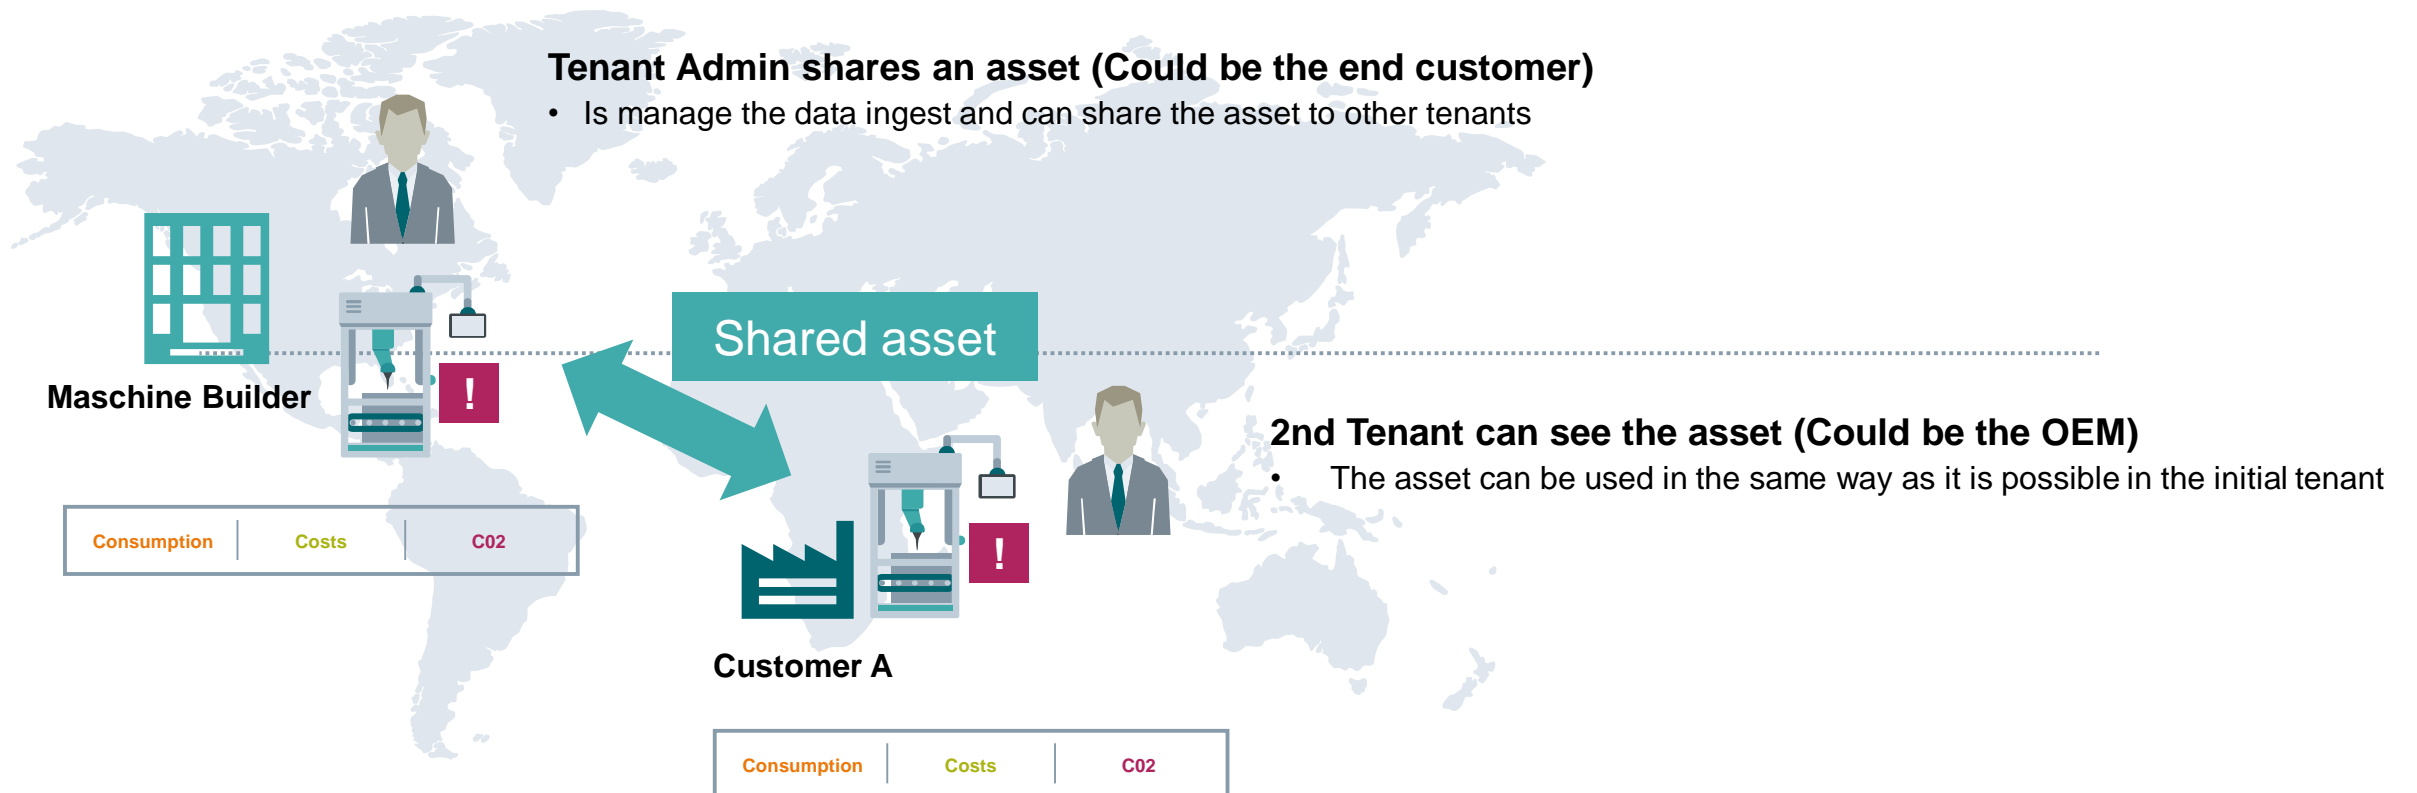 Tenant Admin shares an asset (Could be the end customer)
• Is manage the data ingest and can share the asset to other tenants
Shared asset
Maschine Builder
!
2nd Tenant can see the asset (Could be the OEM)
• The asset can be used in the same way as it is possible in the initial tenant
Consumption Costs C02
!
Customer A
Consumption Costs C02